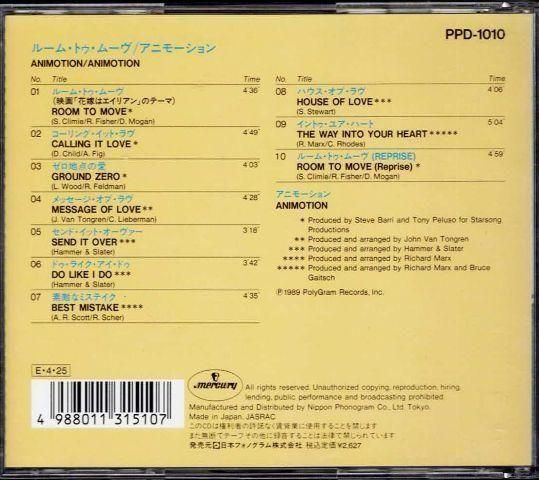 ルーム・トゥ・ムーヴ/アニモーション
PPD-1010
ANIMOTION/ANIMOTION
No. Title Time
01 ルーム・トゥ・ムーヴ 4'36"
(映画「花嫁はエイリアン」のテーマ)
ROOM TO MOVE *
(S. Climie/R. Fisher/D. Mogan)
02 コーリング・イット・ラヴ 4'49"
CALLING IT LOVE *
(D. Child/A. Fig)
03 ゼロ地点の愛 4'03"
GROUND ZERO *
(L. Wood/R. Feldman)
04 メッセージ・オブ・ラヴ 4'28"
MESSAGE OF LOVE **
(J. Van Tongren/C. Lieberman)
05 センド・イット・オーヴァー 3'18"
SEND IT OVER ***
(Hammer & Slater)
06 ドゥ・ライク・アイ・ドゥ 3'42"
DO LIKE I DO ***
(Hammer & Slater)
07 素敵なミステイク 4'35"
BEST MISTAKE ****
(A. R. Scott/R. Scher)
No. Title Time
08 ハウス・オブ・ラヴ 4'06"
HOUSE OF LOVE ***
(S. Stewart)
09 イントゥ・ユア・ハート 5'04"
THE WAY INTO YOUR HEART *****
(R. Marx/C. Rhodes)
10 ルーム・トゥ・ムーヴ (REPRISE) 4'59"
ROOM TO MOVE (Reprise) *
(S. Climie/R. Fisher/D. Mogan)
アニモーション
ANIMOTION
* Produced by Steve Barri and Tony Peluso for Starsong
Productions
** Produced and arranged by John Van Tongren
*** Produced and arranged by Hammer & Slater
**** Produced and arranged by Richard Marx
***** Produced and arranged by Richard Marx and Bruce
Gaitsch
℗1989 PolyGram Records, Inc.
E・4・25
4 988011 315107
mercury
All rights reserved. Unauthorized copying, reproduction, hiring,
lending, public performance and broadcasting prohibited.
Manufactured and Distributed by Nippon Phonogram Co., Ltd. Tokyo.
Made in Japan. JASRAC
このCDは権利者の許諾なく賃貸業に使用することを禁じます
また無断でテープその他に録音することは法律で禁じられています
発売元 日本フォノグラム株式会社 税込定価¥2,627